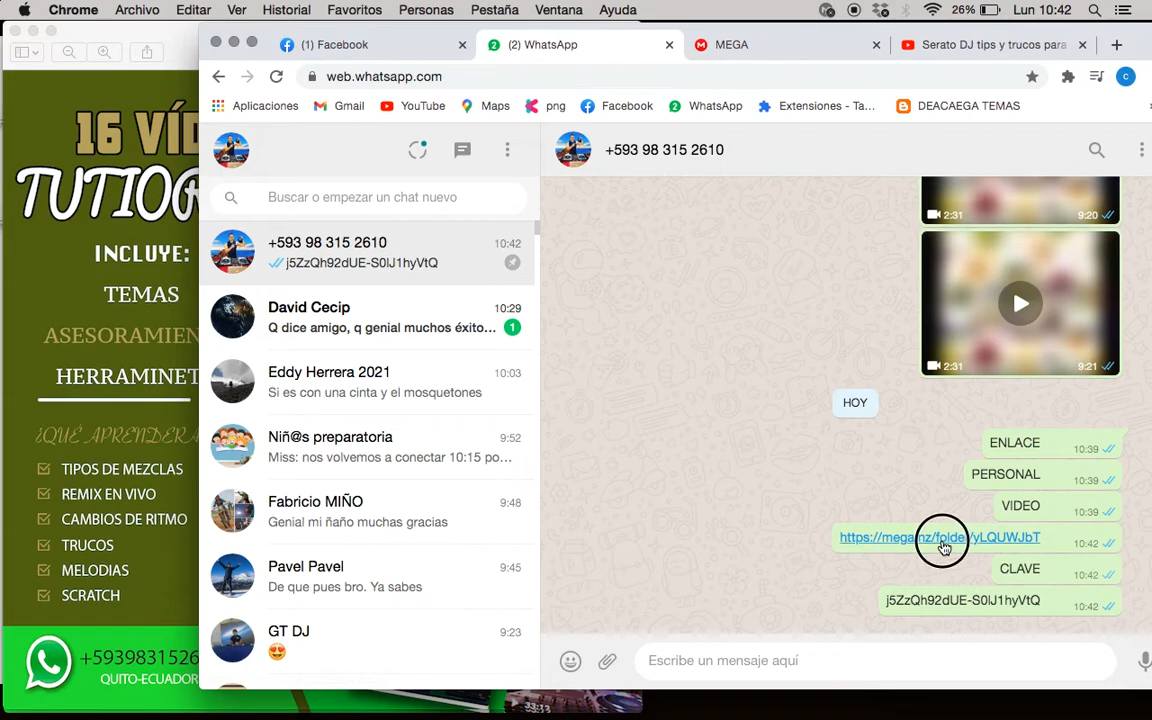 Chrome Archivo Editar Ver Historial Favoritos Personas Pestaña Ventana Ayuda 26% Lun 10:42
(1) Facebook
(2) WhatsApp
MEGA
Serato DJ tips y trucos para
web.whatsapp.com
Aplicaciones Gmail YouTube Maps png Facebook WhatsApp Extensiones - Ta... DEACAEGA TEMAS
16 VÍD
TUTIOR
INCLUYE:
TEMAS
ASESORAMIEN
HERRAMINET
¿QUÉ APRENDERÁ
TIPOS DE MEZCLAS
REMIX EN VIVO
CAMBIOS DE RITMO
TRUCOS
MELODIAS
SCRATCH
+5939831526
QUITO-ECUADOR
Buscar o empezar un chat nuevo
+593 98 315 2610 10:42
j5ZzQh92dUE-S0lJ1hyVtQ
David Cecip 10:29
Q dice amigo, q genial muchos éxito... 1
Eddy Herrera 2021 10:03
Si es con una cinta y el mosquetones
Niñ@s preparatoria 9:52
Miss: nos volvemos a conectar 10:15 po...
Fabricio MIÑO 9:48
Genial mi ñaño muchas gracias
Pavel Pavel 9:45
De que pues bro. Ya sabes
GT DJ 9:23
+593 98 315 2610
2:31 9:20
2:31 9:21
HOY
ENLACE 10:39
PERSONAL 10:39
VIDEO 10:39
https://mega.nz/folder/yLQUWJbT 10:42
CLAVE 10:42
j5ZzQh92dUE-S0lJ1hyVtQ 10:42
Escribe un mensaje aquí